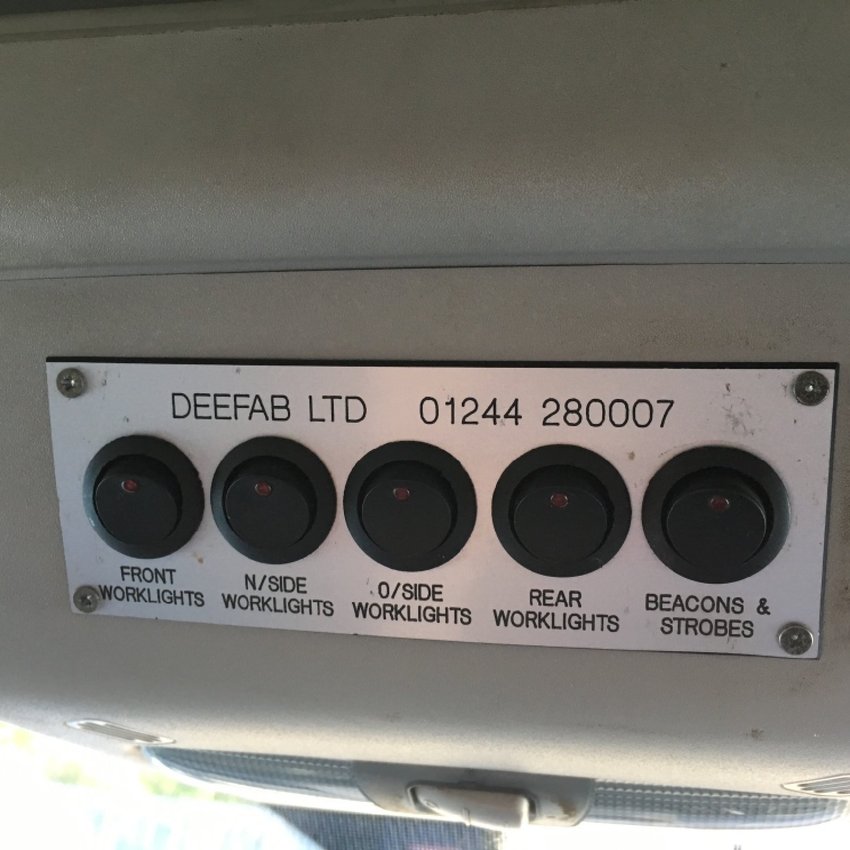 DEEFAB LTD 01244 280007
FRONT
WORKLIGHTS
N/SIDE
WORKLIGHTS
O/SIDE
WORKLIGHTS
REAR
WORKLIGHTS
BEACONS &
STROBES